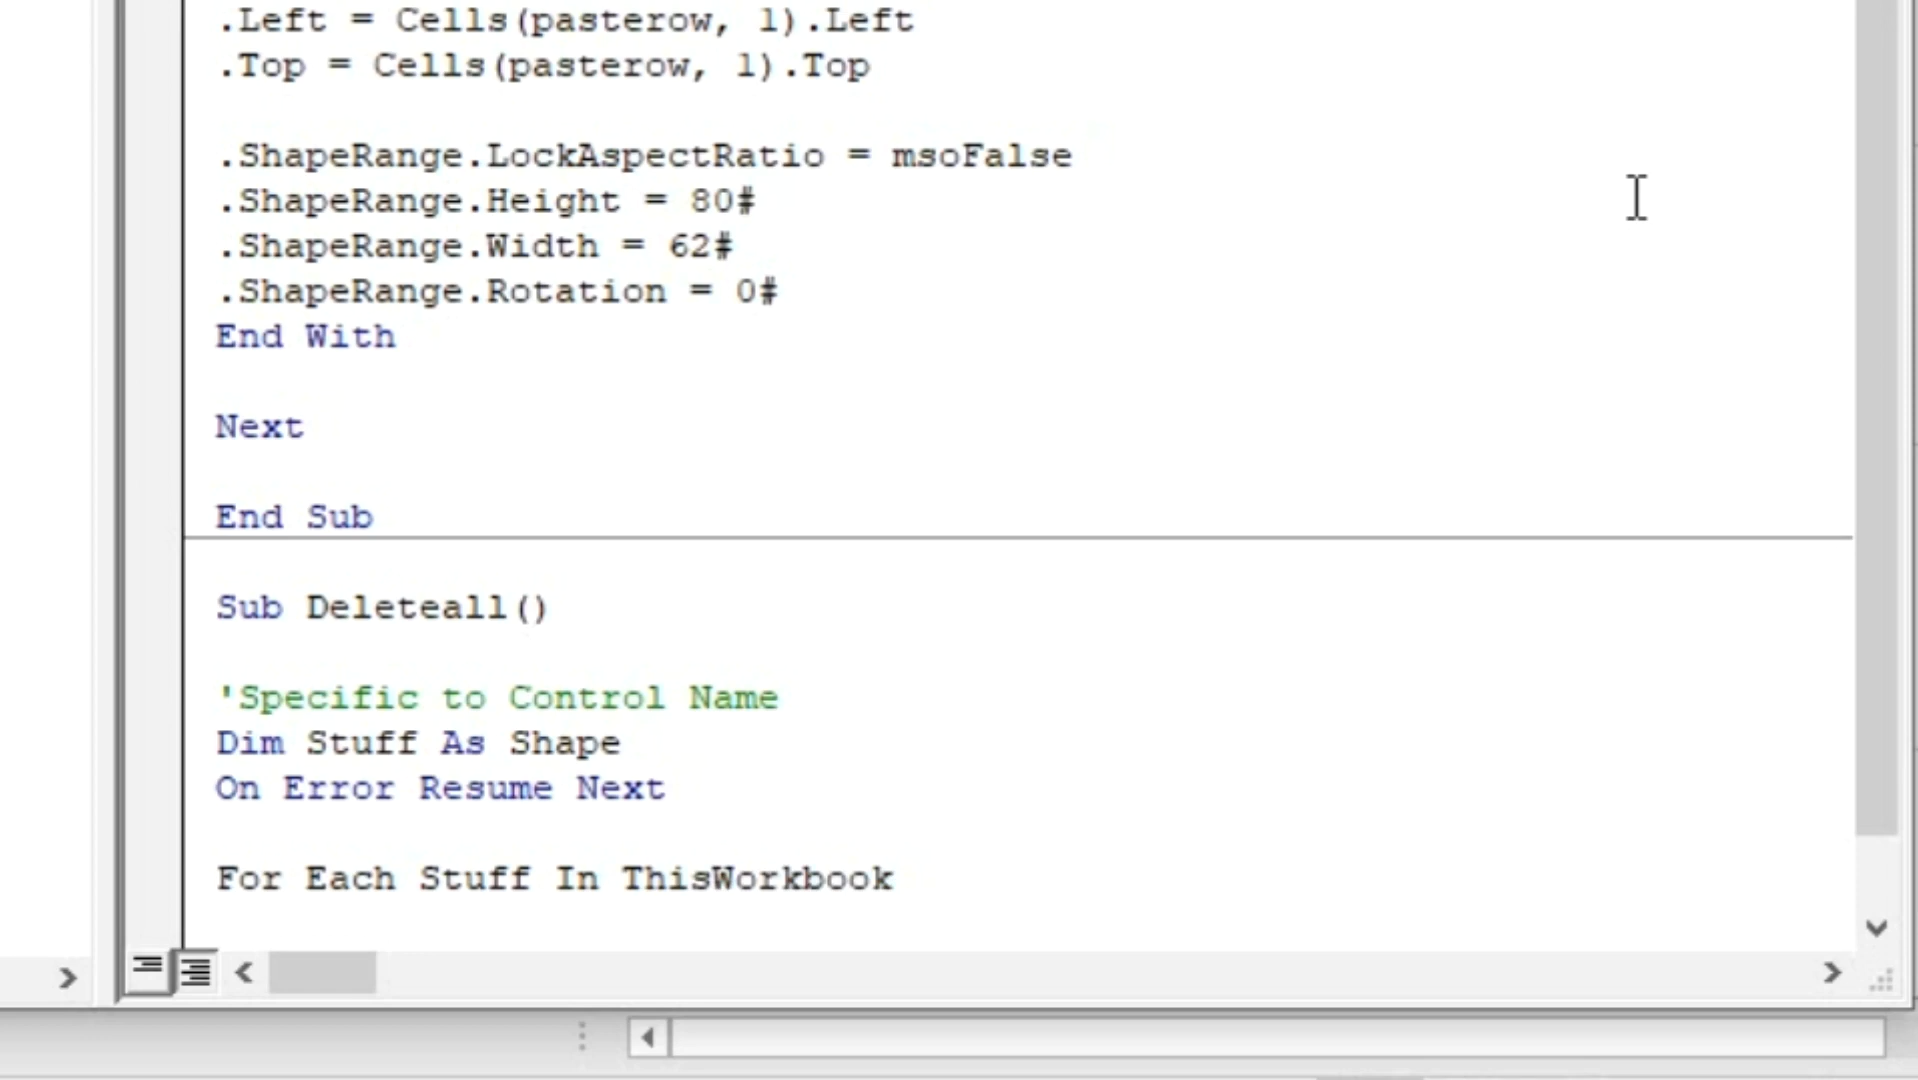 .Left = Cells(pasterow, 1).Left
.Top = Cells(pasterow, 1).Top
.ShapeRange.LockAspectRatio = msoFalse
.ShapeRange.Height = 80#
.ShapeRange.Width = 62#
.ShapeRange.Rotation = 0#
End With
Next
End Sub
Sub Deleteall()
'Specific to Control Name
Dim Stuff As Shape
On Error Resume Next
For Each Stuff In ThisWorkbook